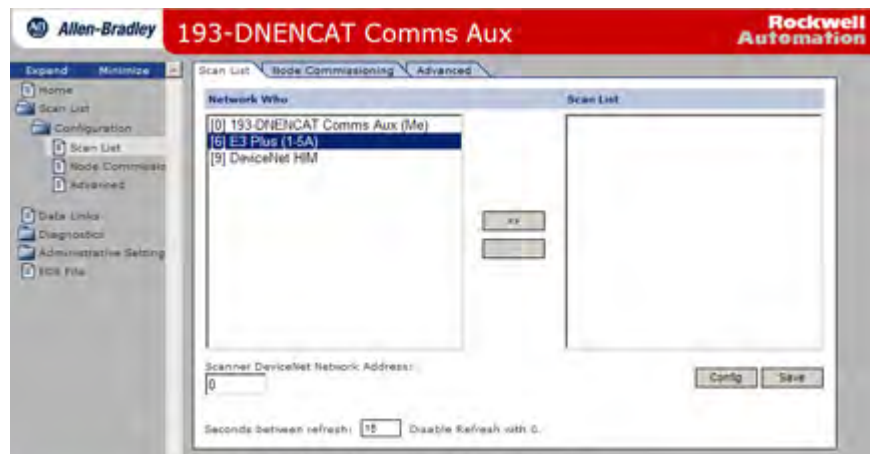 Allen-Bradley
193-DNENCAT Comms Aux
Rockwell
Automation
Expand Minimize
Home
Scan List
Configuration
Scan List
Node Commissio
Advanced
Data Links
Diagnostics
Administrative Setting
EDS File
Scan List Node Commissioning Advanced
Network Who
Scan List
[0] 193-DNENCAT Comms Aux (Me)
[6] E3 Plus (1-5A)
[9] DeviceNet HIM
>>
Scanner DeviceNet Network Address:
0
Config Save
Seconds between refresh: 15 Disable Refresh with 0.